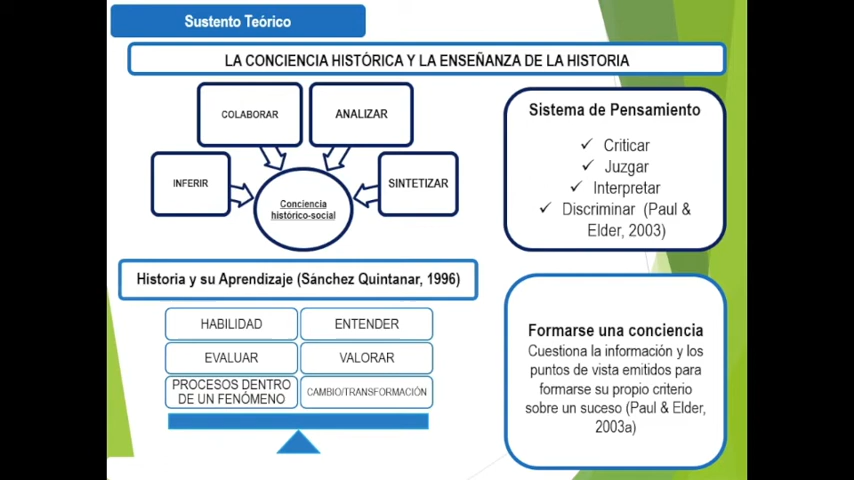 Sustento Teórico
LA CONCIENCIA HISTÓRICA Y LA ENSEÑANZA DE LA HISTORIA
COLABORAR
ANALIZAR
INFERIR
SINTETIZAR
Conciencia
histórico-social
Sistema de Pensamiento
✓ Criticar
✓ Juzgar
✓ Interpretar
✓ Discriminar (Paul &
Elder, 2003)
Historia y su Aprendizaje (Sánchez Quintanar, 1996)
HABILIDAD
ENTENDER
EVALUAR
VALORAR
PROCESOS DENTRO
DE UN FENÓMENO
CAMBIO/TRANSFORMACIÓN
Formarse una conciencia
Cuestiona la información y los
puntos de vista emitidos para
formarse su propio criterio
sobre un suceso (Paul & Elder,
2003a)